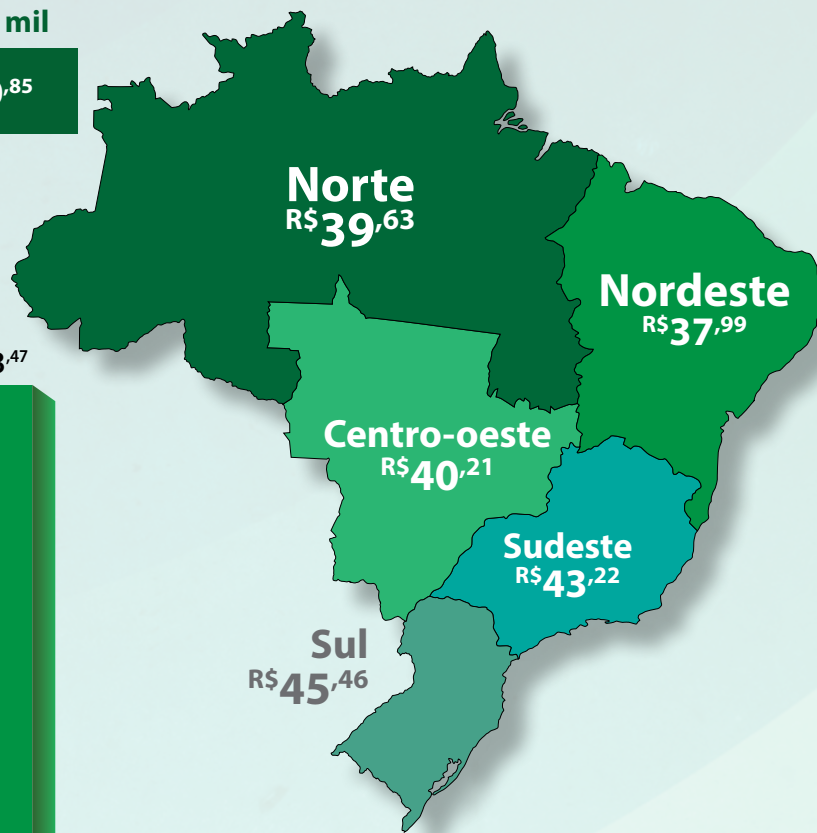 mil
,85
Norte
R$39,63
Nordeste
R$37,99
,47
Centro-oeste
R$40,21
Sudeste
R$43,22
Sul
R$45,46